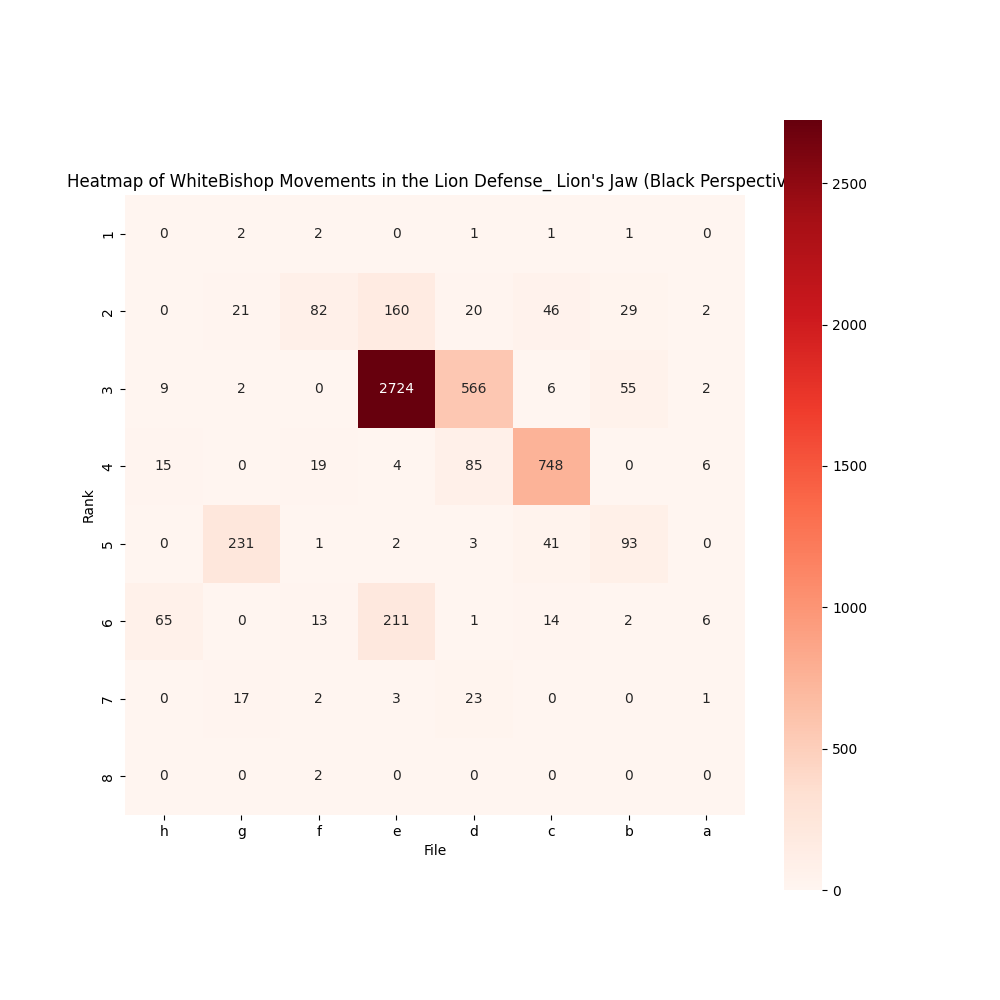 Heatmap of WhiteBishop Movements in the Lion Defense_ Lion's Jaw (Black Perspectiv
2500
1 0 2 2 0 1 1 1 0
2 0 21 82 160 20 46 29 2
2000
3 9 2 0 2724 566 6 55 2
1500
4 15 0 19 4 85 748 0 6
Rank
5 0 231 1 2 3 41 93 0
1000
6 65 0 13 211 1 14 2 6
7 0 17 2 3 23 0 0 1
500
8 0 0 2 0 0 0 0 0
h g f e d c b a
File
0